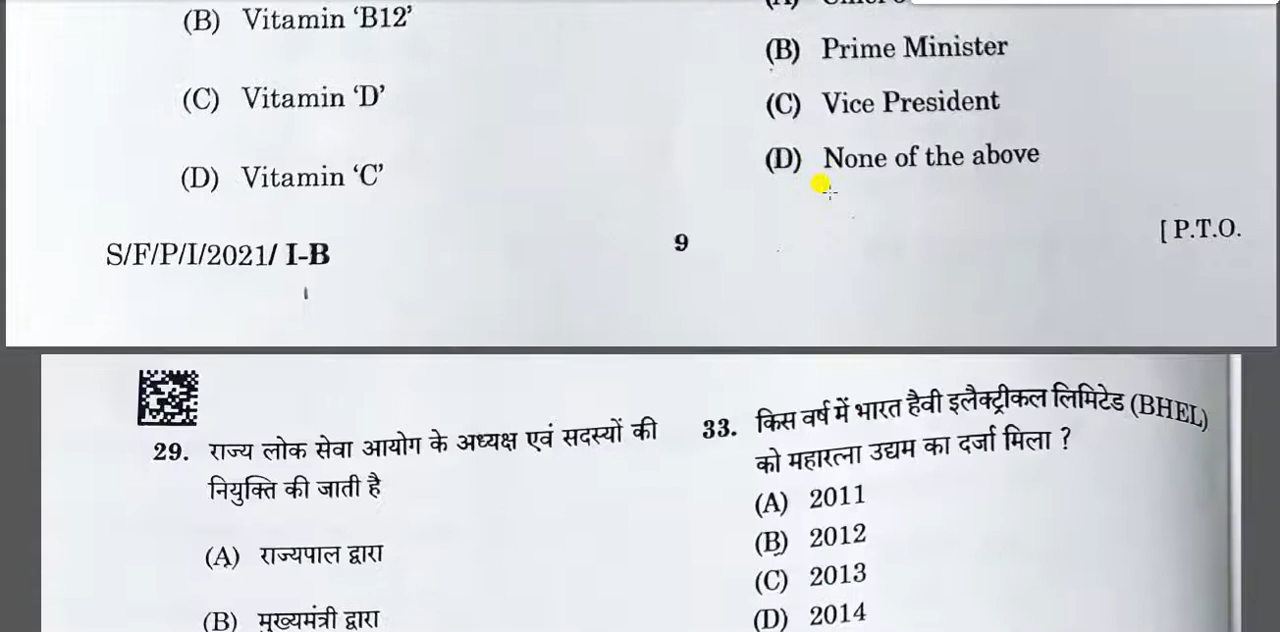 (B) Vitamin ‘B12’
(C) Vitamin ‘D’
(D) Vitamin ‘C’
(B) Prime Minister
(C) Vice President
(D) None of the above
S/F/P/I/2021/ I-B
9
[ P.T.O.
29. राज्य लोक सेवा आयोग के अध्यक्ष एवं सदस्यों की
नियुक्ति की जाती है
(A) राज्यपाल द्वारा
(B) मुख्यमंत्री द्वारा
33. किस वर्ष में भारत हैवी इलैक्ट्रीकल लिमिटेड (BHEL)
को महारत्ना उद्यम का दर्जा मिला ?
(A) 2011
(B) 2012
(C) 2013
(D) 2014